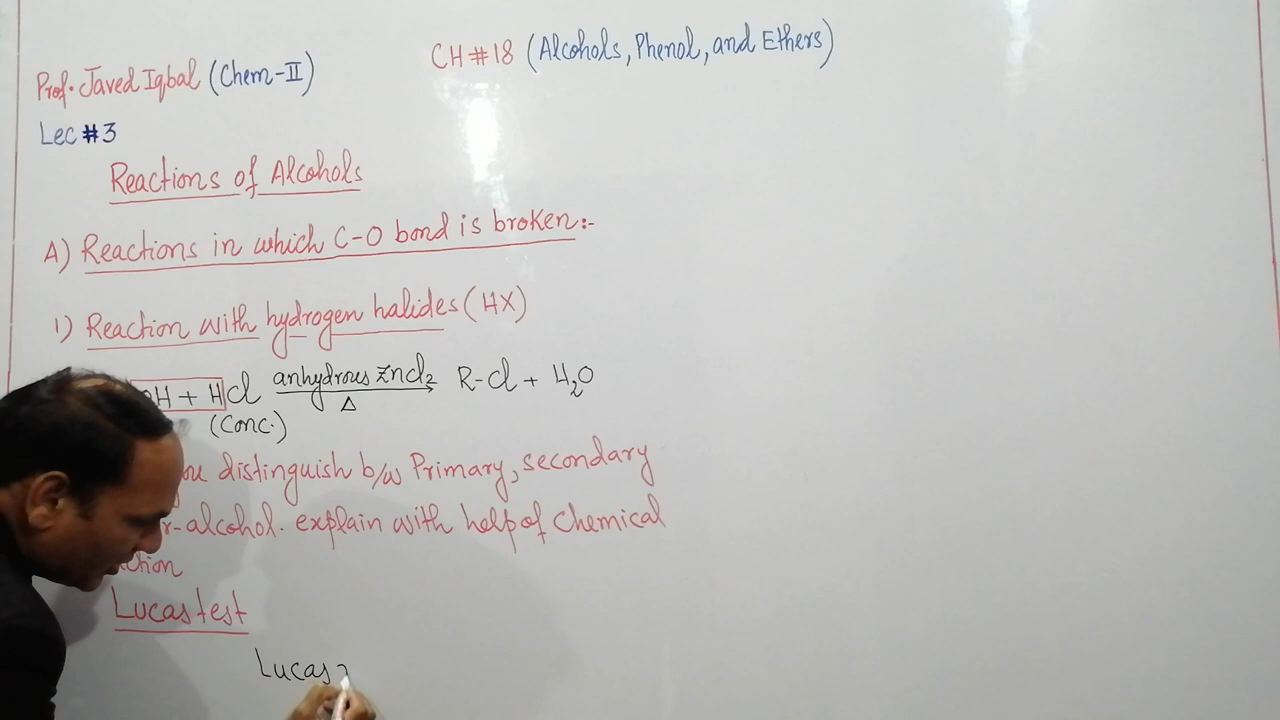 CH#18 (Alcohols, Phenol, and Ethers)
Prof. Javed Iqbal (Chem-II)
Lec #3
Reactions of Alcohols
A) Reactions in which C-O bond is broken:-
1) Reaction with hydrogen halides (HX)
H + HCl anhydrous ZnCl₂ R-Cl + H₂O
Δ
(Conc.)
distinguish b/w Primary, secondary
r-alcohol. explain with help of chemical
Lucas test
Lucas